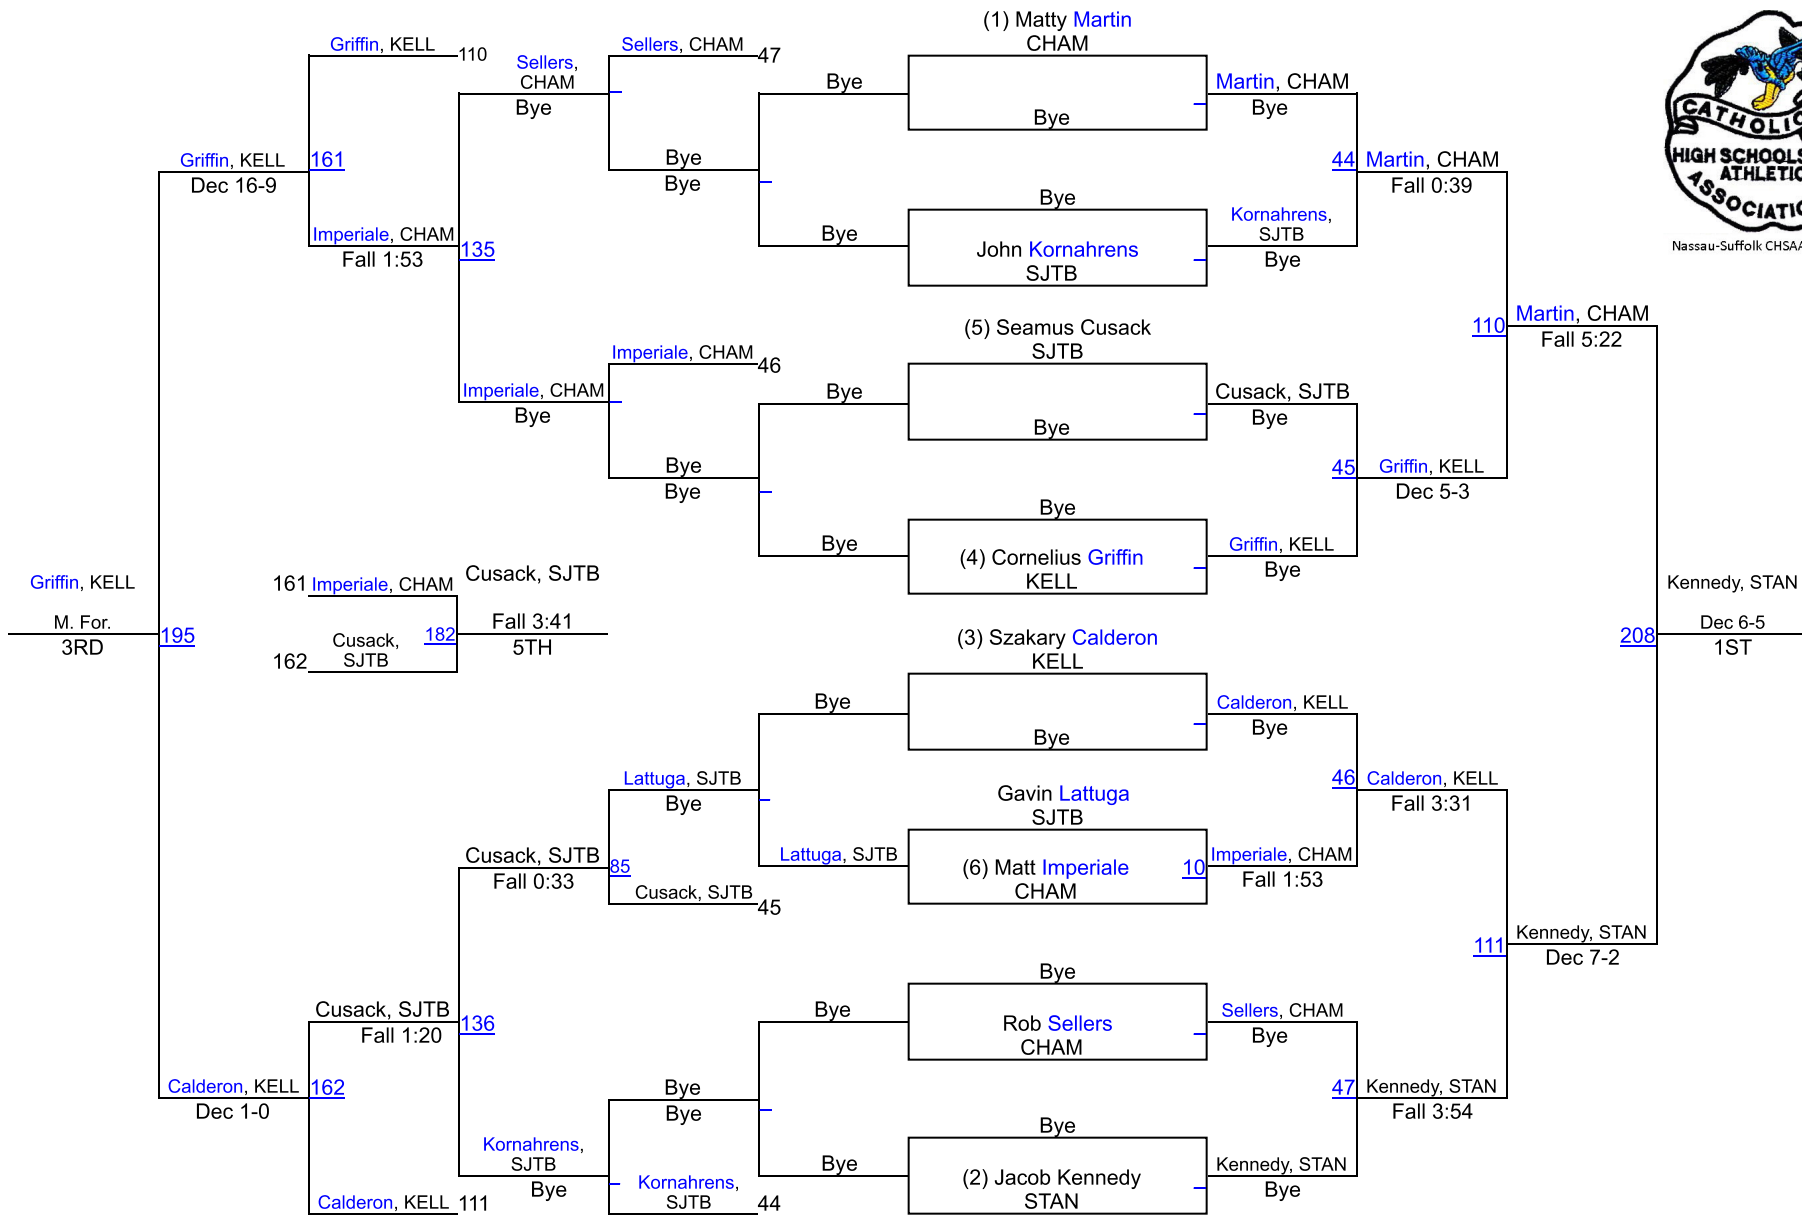 (1) Matty Martin
CHAM
Bye
Bye
John Kornahrens
SJTB
(5) Seamus Cusack
SJTB
Bye
Bye
(4) Cornelius Griffin
KELL
(3) Szakary Calderon
KELL
Bye
Gavin Lattuga
SJTB
(6) Matt Imperiale
CHAM
10
Bye
Rob Sellers
CHAM
Bye
(2) Jacob Kennedy
STAN
Martin, CHAM
Bye
Kornahrens,
SJTB
Bye
Cusack, SJTB
Bye
Griffin, KELL
Bye
Calderon, KELL
Bye
Imperiale, CHAM
Fall 1:53
Sellers, CHAM
Bye
Kennedy, STAN
Bye
44
Martin, CHAM
Fall 0:39
45
Griffin, KELL
Dec 5-3
46
Calderon, KELL
Fall 3:31
47
Kennedy, STAN
Fall 3:54
110
Martin, CHAM
Fall 5:22
111
Kennedy, STAN
Dec 7-2
208
Kennedy, STAN
Dec 6-5
1ST
Bye
Bye
Bye
Bye
Bye
Lattuga, SJTB
Bye
Bye
Sellers, CHAM
47
Bye
Bye
Imperiale, CHAM
46
Bye
Bye
Lattuga, SJTB
Bye
Cusack, SJTB
45
Bye
Bye
Kornahrens,
SJTB
44
Sellers,
CHAM
Bye
Imperiale, CHAM
Bye
85
Cusack, SJTB
Fall 0:33
Kornahrens,
SJTB
Bye
Griffin, KELL
110
135
Imperiale, CHAM
Fall 1:53
136
Cusack, SJTB
Fall 1:20
Calderon, KELL
111
161
Griffin, KELL
Dec 16-9
162
Calderon, KELL
Dec 1-0
195
Griffin, KELL
M. For.
3RD
161
Imperiale, CHAM
162
Cusack,
SJTB
182
Cusack, SJTB
Fall 3:41
5TH
CATHOLIC
HIGH SCHOOLS
ATHLETIC
ASSOCIATIO
Nassau-Suffolk CHSAA